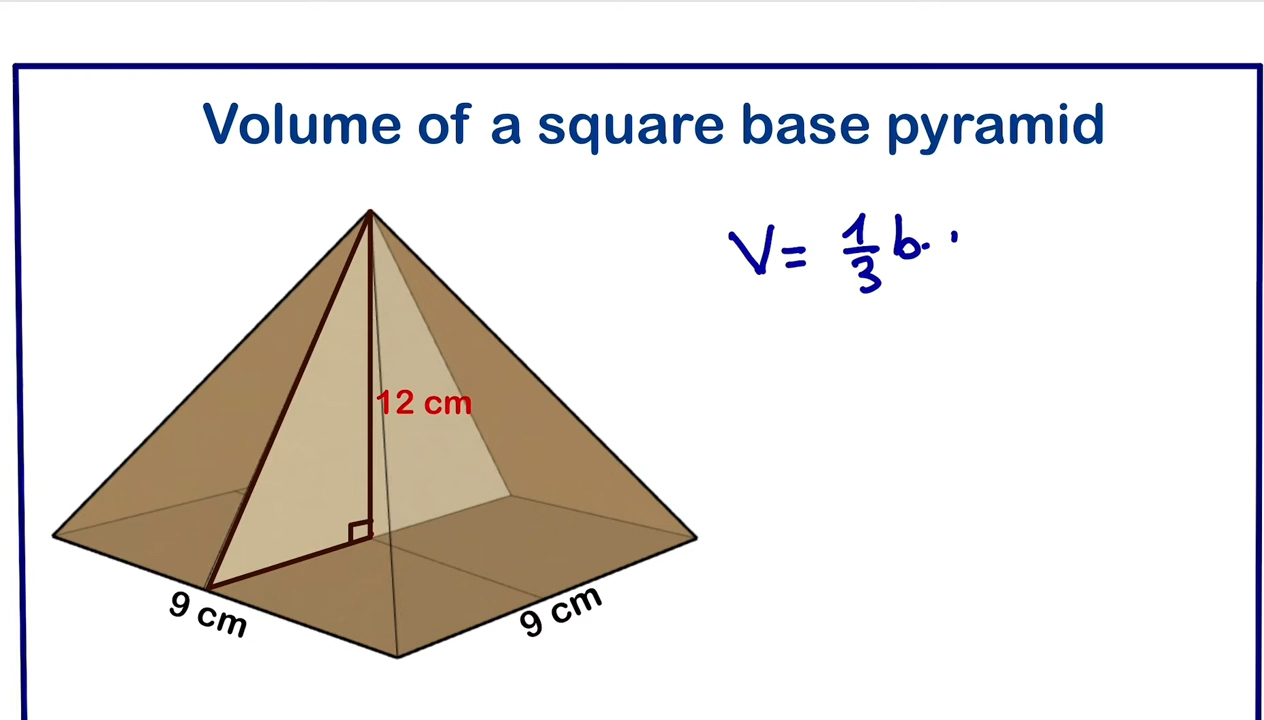 Volume of a square base pyramid
V = 1/3 b.
12 cm
9 cm
9 cm